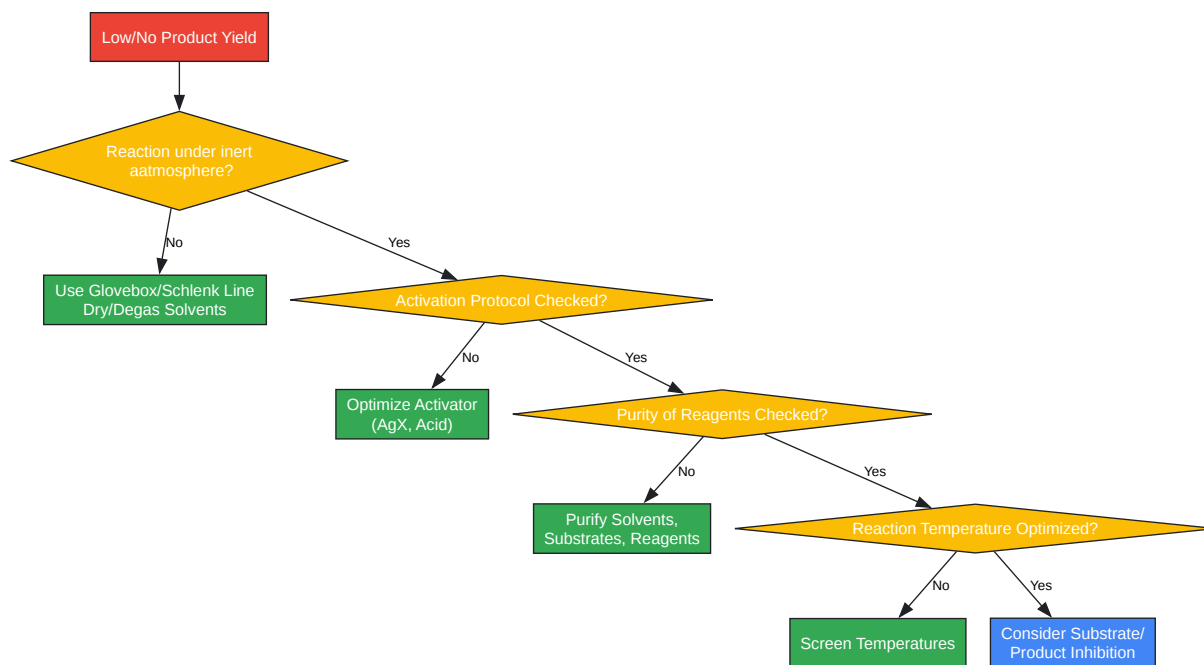 Low/No Product Yield
Reaction under inert
aatmosphere?
No
Yes
Use Glovebox/Schlenk Line
Dry/Degas Solvents
Activation Protocol Checked?
No
Yes
Optimize Activator
(AgX, Acid)
Purity of Reagents Checked?
No
Yes
Purify Solvents,
Substrates, Reagents
Reaction Temperature Optimized?
No
Yes
Screen Temperatures
Consider Substrate/
Product Inhibition